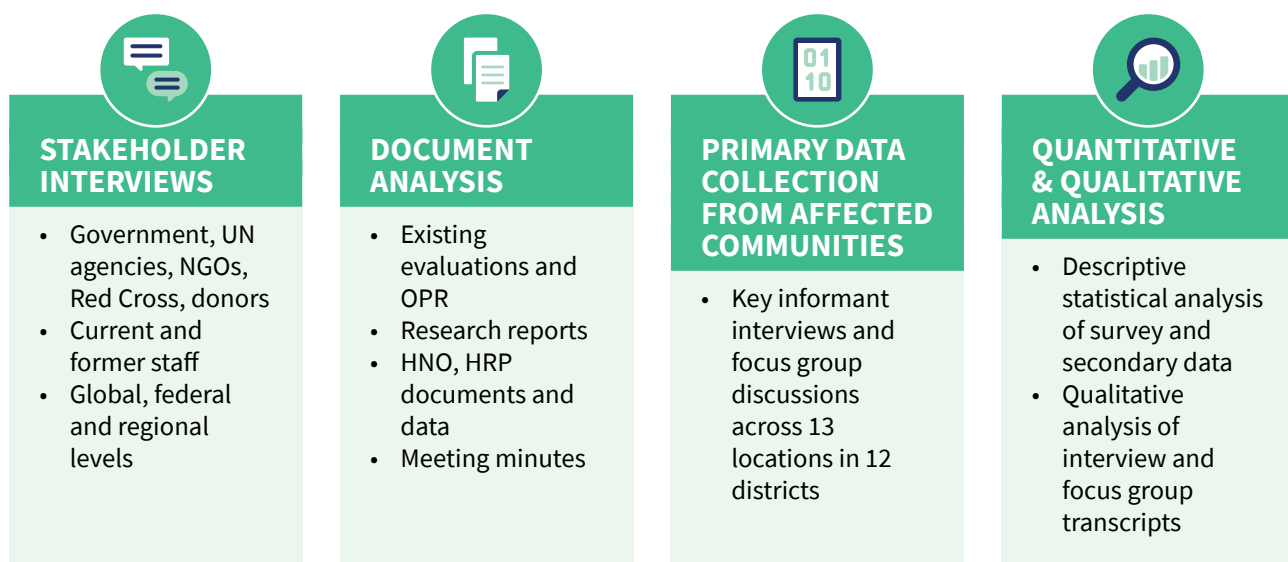 01
10
STAKEHOLDER
INTERVIEWS
• Government, UN
agencies, NGOs,
Red Cross, donors
• Current and
former staff
• Global, federal
and regional
levels
DOCUMENT
ANALYSIS
• Existing
evaluations and
OPR
• Research reports
• HNO, HRP
documents and
data
• Meeting minutes
PRIMARY DATA
COLLECTION
FROM AFFECTED
COMMUNITIES
• Key informant
interviews and
focus group
discussions
across 13
locations in 12
districts
QUANTITATIVE
& QUALITATIVE
ANALYSIS
• Descriptive
statistical analysis
of survey and
secondary data
• Qualitative
analysis of
interview and
focus group
transcripts